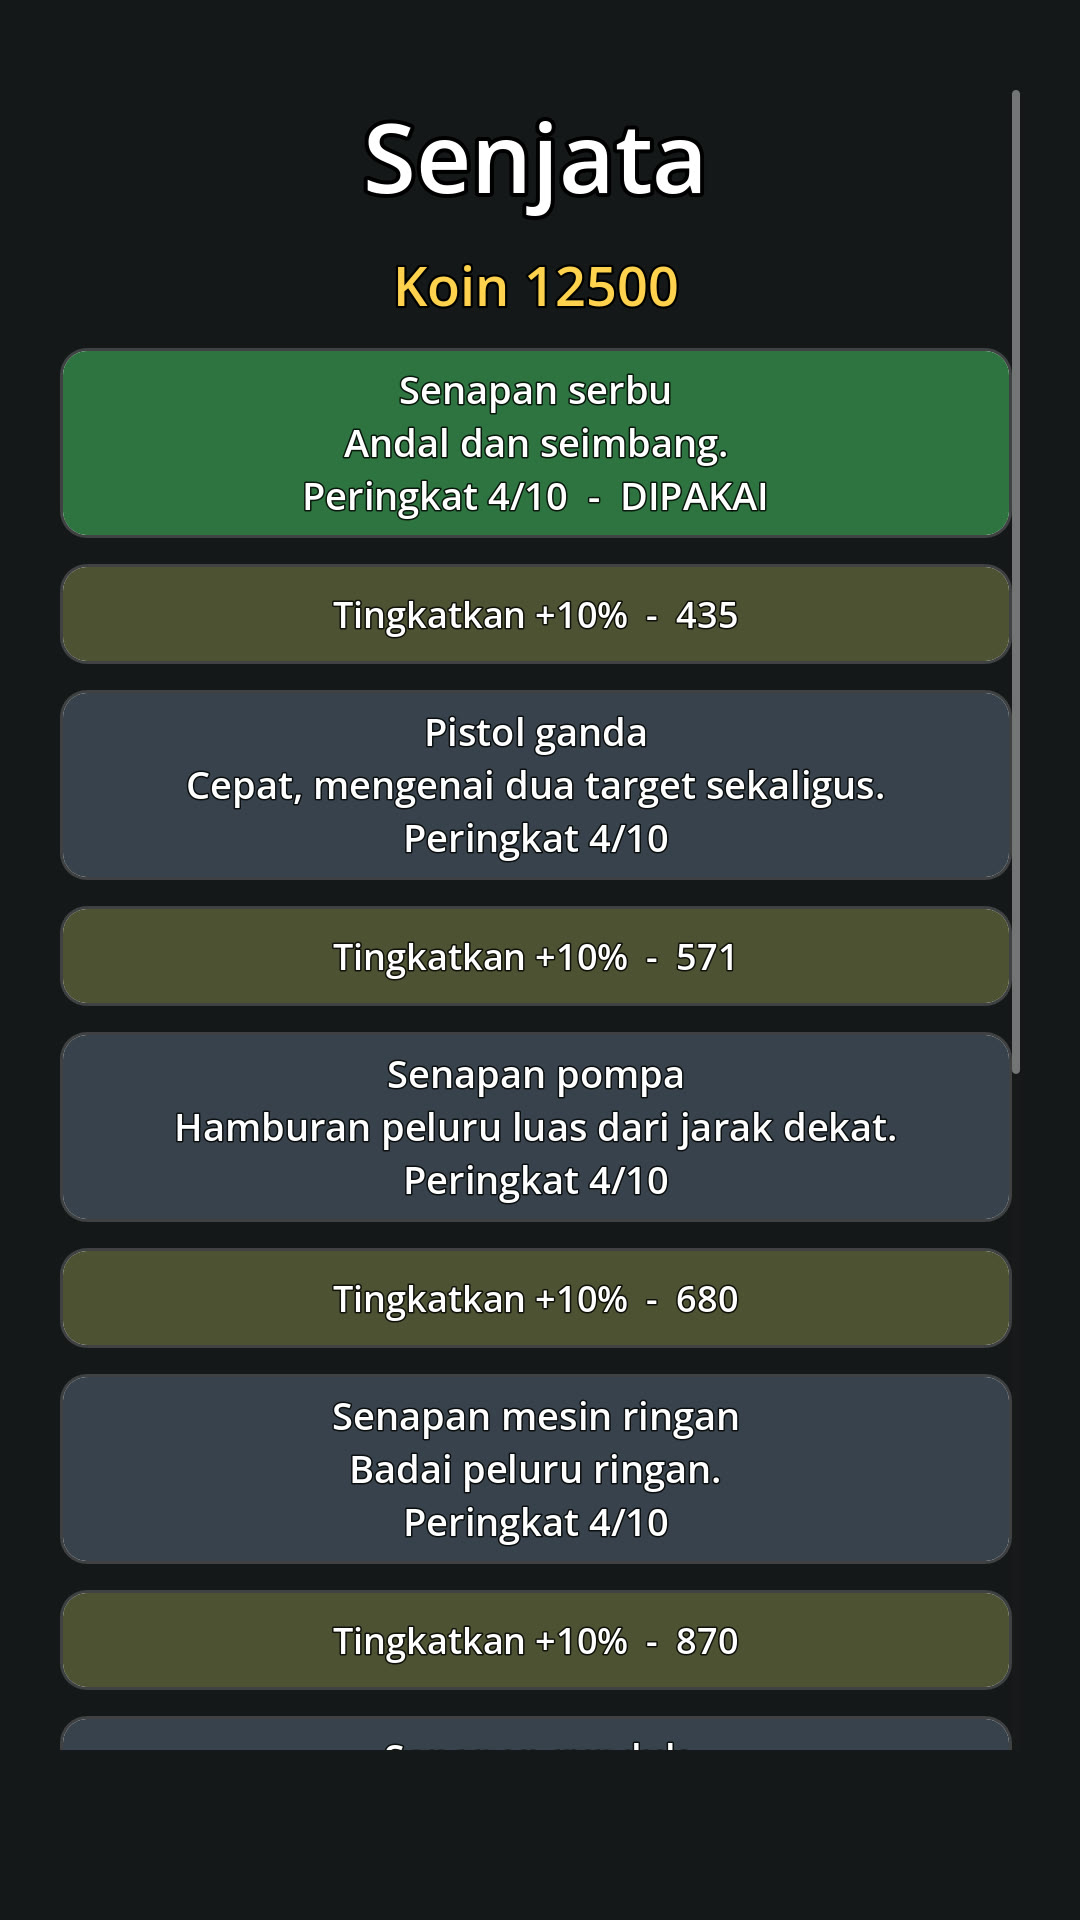 Senjata
Koin 12500
Senapan serbu
Andal dan seimbang.
Peringkat 4/10 - DIPAKAI
Tingkatkan +10% - 435
Pistol ganda
Cepat, mengenai dua target sekaligus.
Peringkat 4/10
Tingkatkan +10% - 571
Senapan pompa
Hamburan peluru luas dari jarak dekat.
Peringkat 4/10
Tingkatkan +10% - 680
Senapan mesin ringan
Badai peluru ringan.
Peringkat 4/10
Tingkatkan +10% - 870